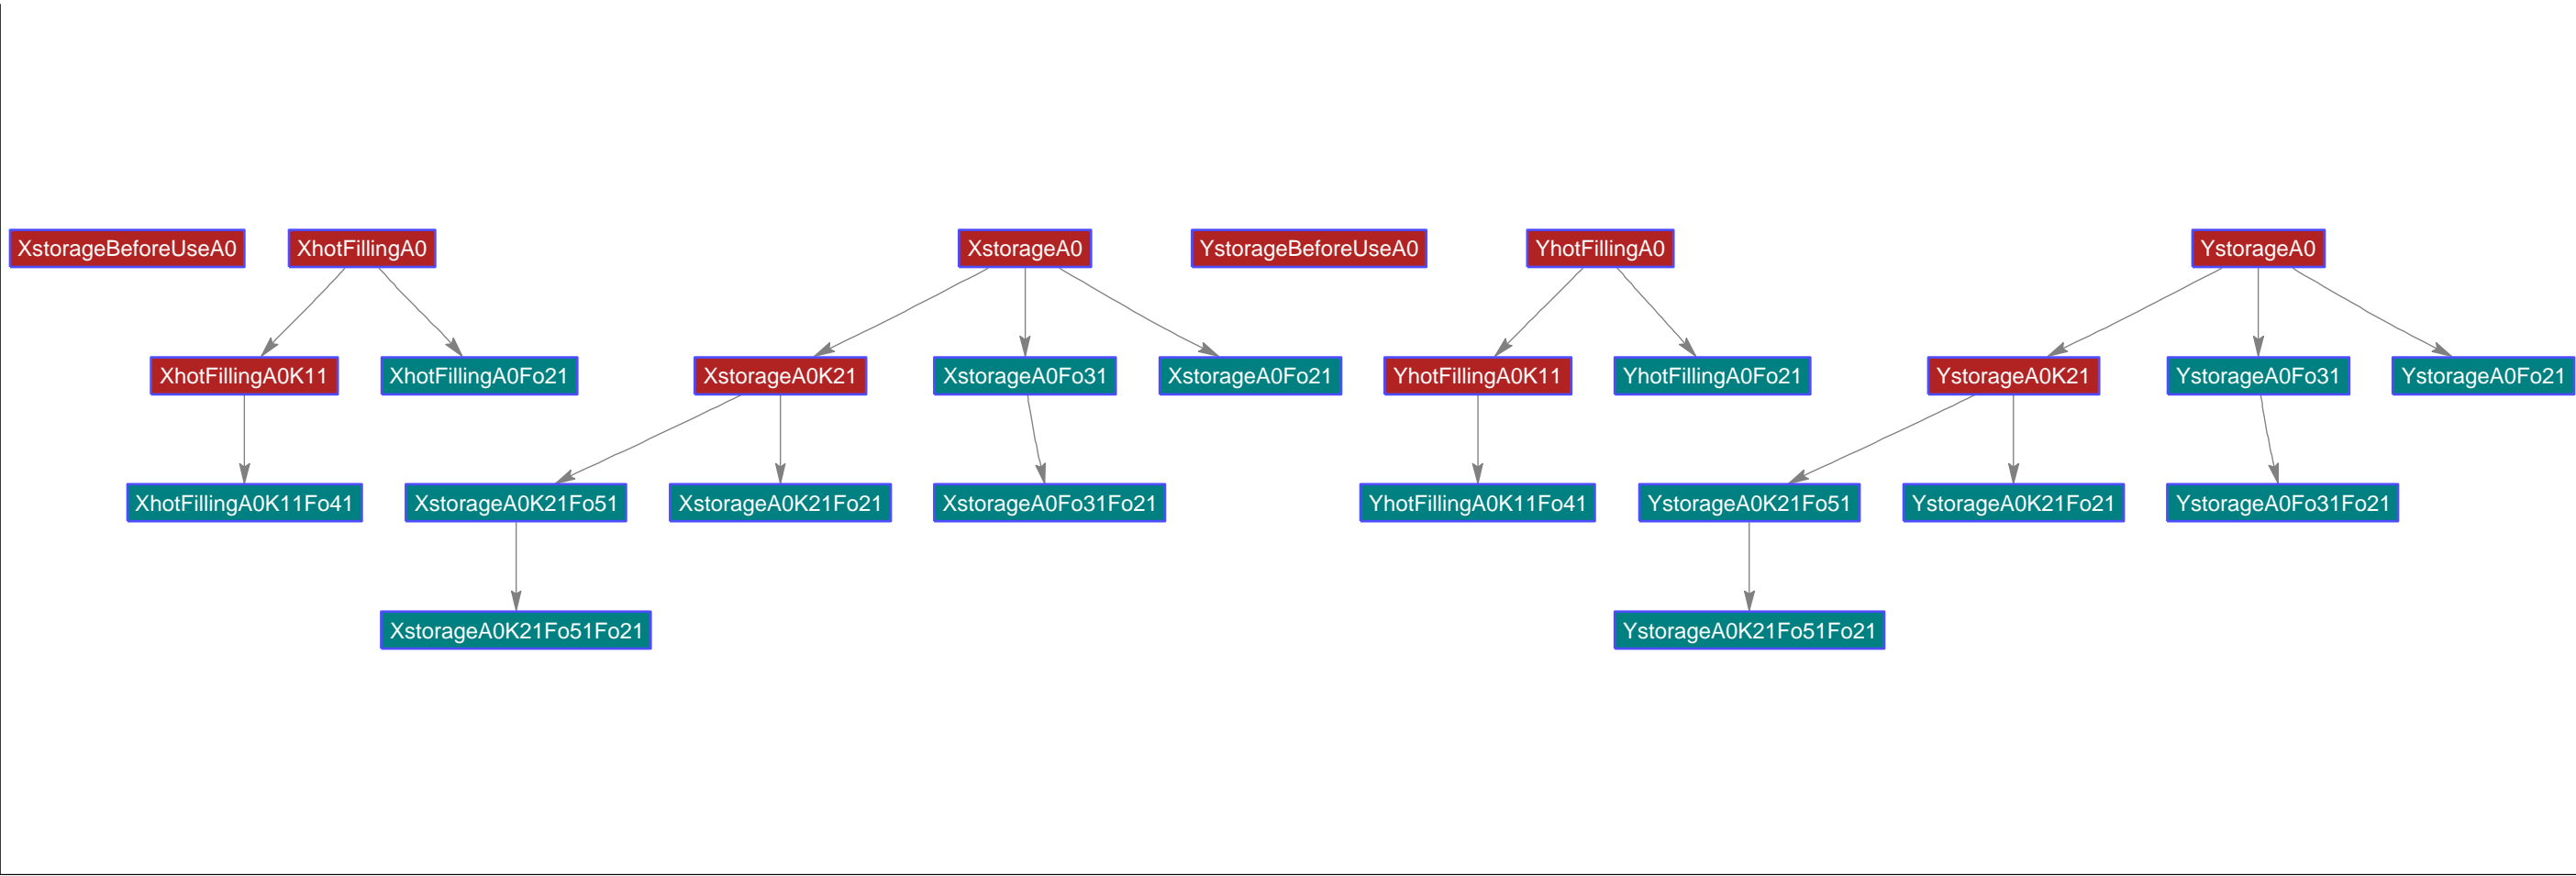 XstorageBeforeUseA0
XhotFillingA0
XstorageA0
YstorageBeforeUseA0
YhotFillingA0
YstorageA0
XhotFillingA0K11
XhotFillingA0Fo21
XstorageA0K21
XstorageA0Fo31
XstorageA0Fo21
YhotFillingA0K11
YhotFillingA0Fo21
YstorageA0K21
YstorageA0Fo31
YstorageA0Fo21
XhotFillingA0K11Fo41
XstorageA0K21Fo51
XstorageA0K21Fo21
XstorageA0Fo31Fo21
YhotFillingA0K11Fo41
YstorageA0K21Fo51
YstorageA0K21Fo21
YstorageA0Fo31Fo21
XstorageA0K21Fo51Fo21
YstorageA0K21Fo51Fo21